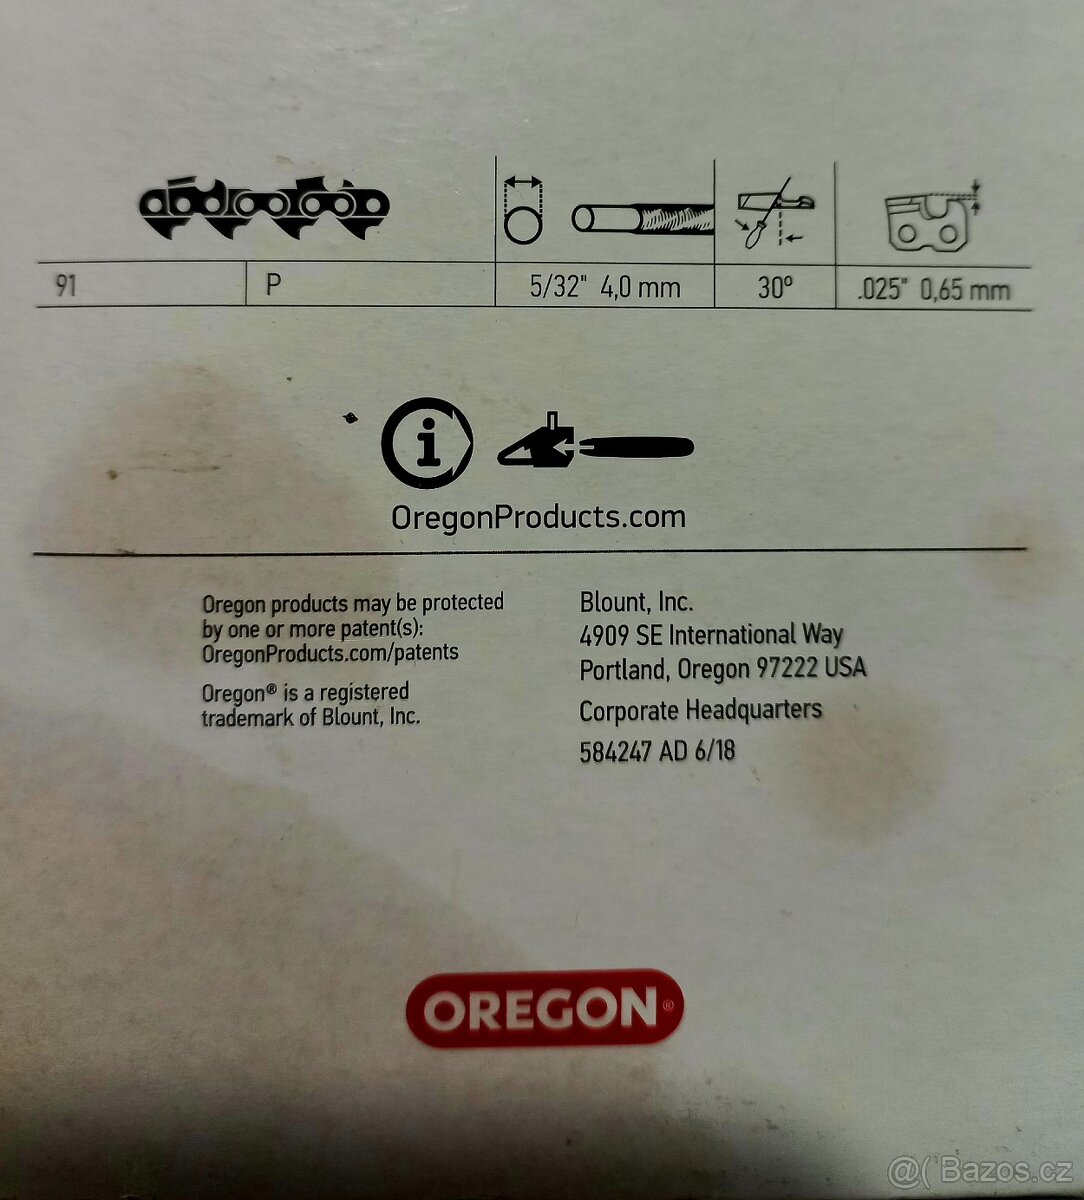 91 P 5/32" 4,0 mm 30º .025" 0,65 mm
i
OregonProducts.com
Oregon products may be protected
by one or more patent(s):
OregonProducts.com/patents
Oregon® is a registered
trademark of Blount, Inc.
Blount, Inc.
4909 SE International Way
Portland, Oregon 97222 USA
Corporate Headquarters
584247 AD 6/18
OREGON®
@( Bazos.cz